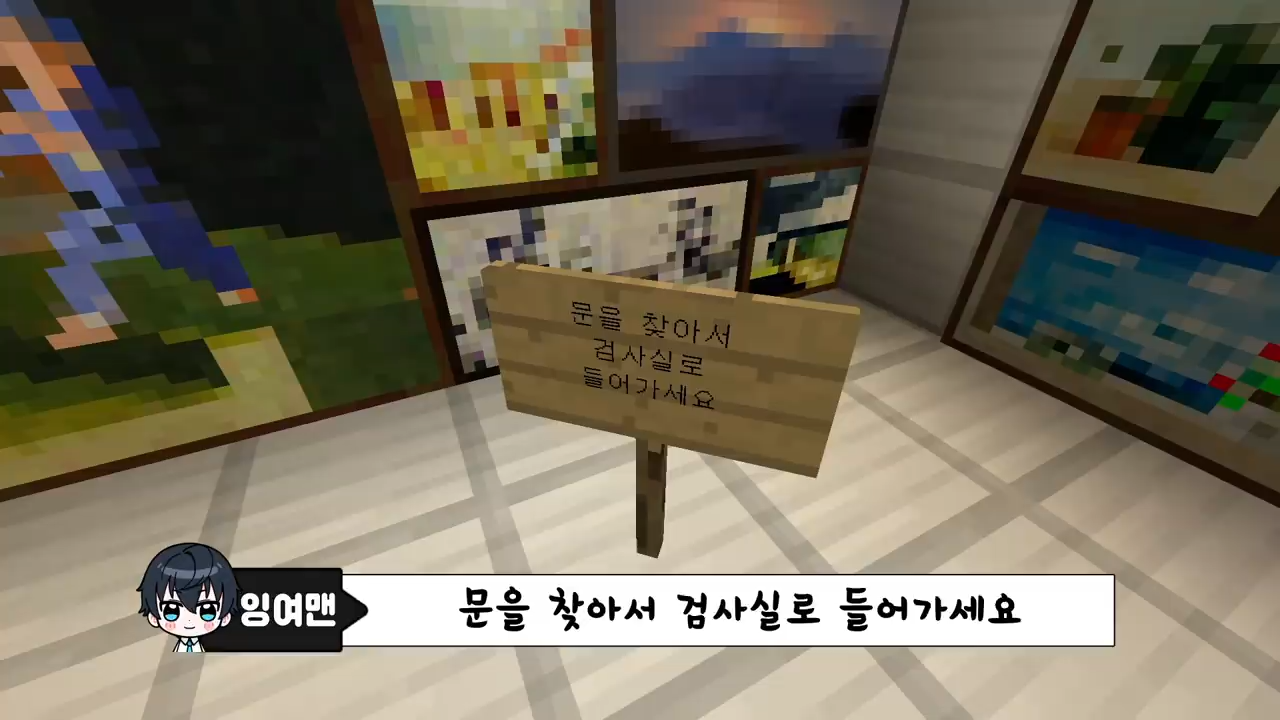 문을 찾아서
검사실로
들어가세요
잉여맨
문을 찾아서 검사실로 들어가세요